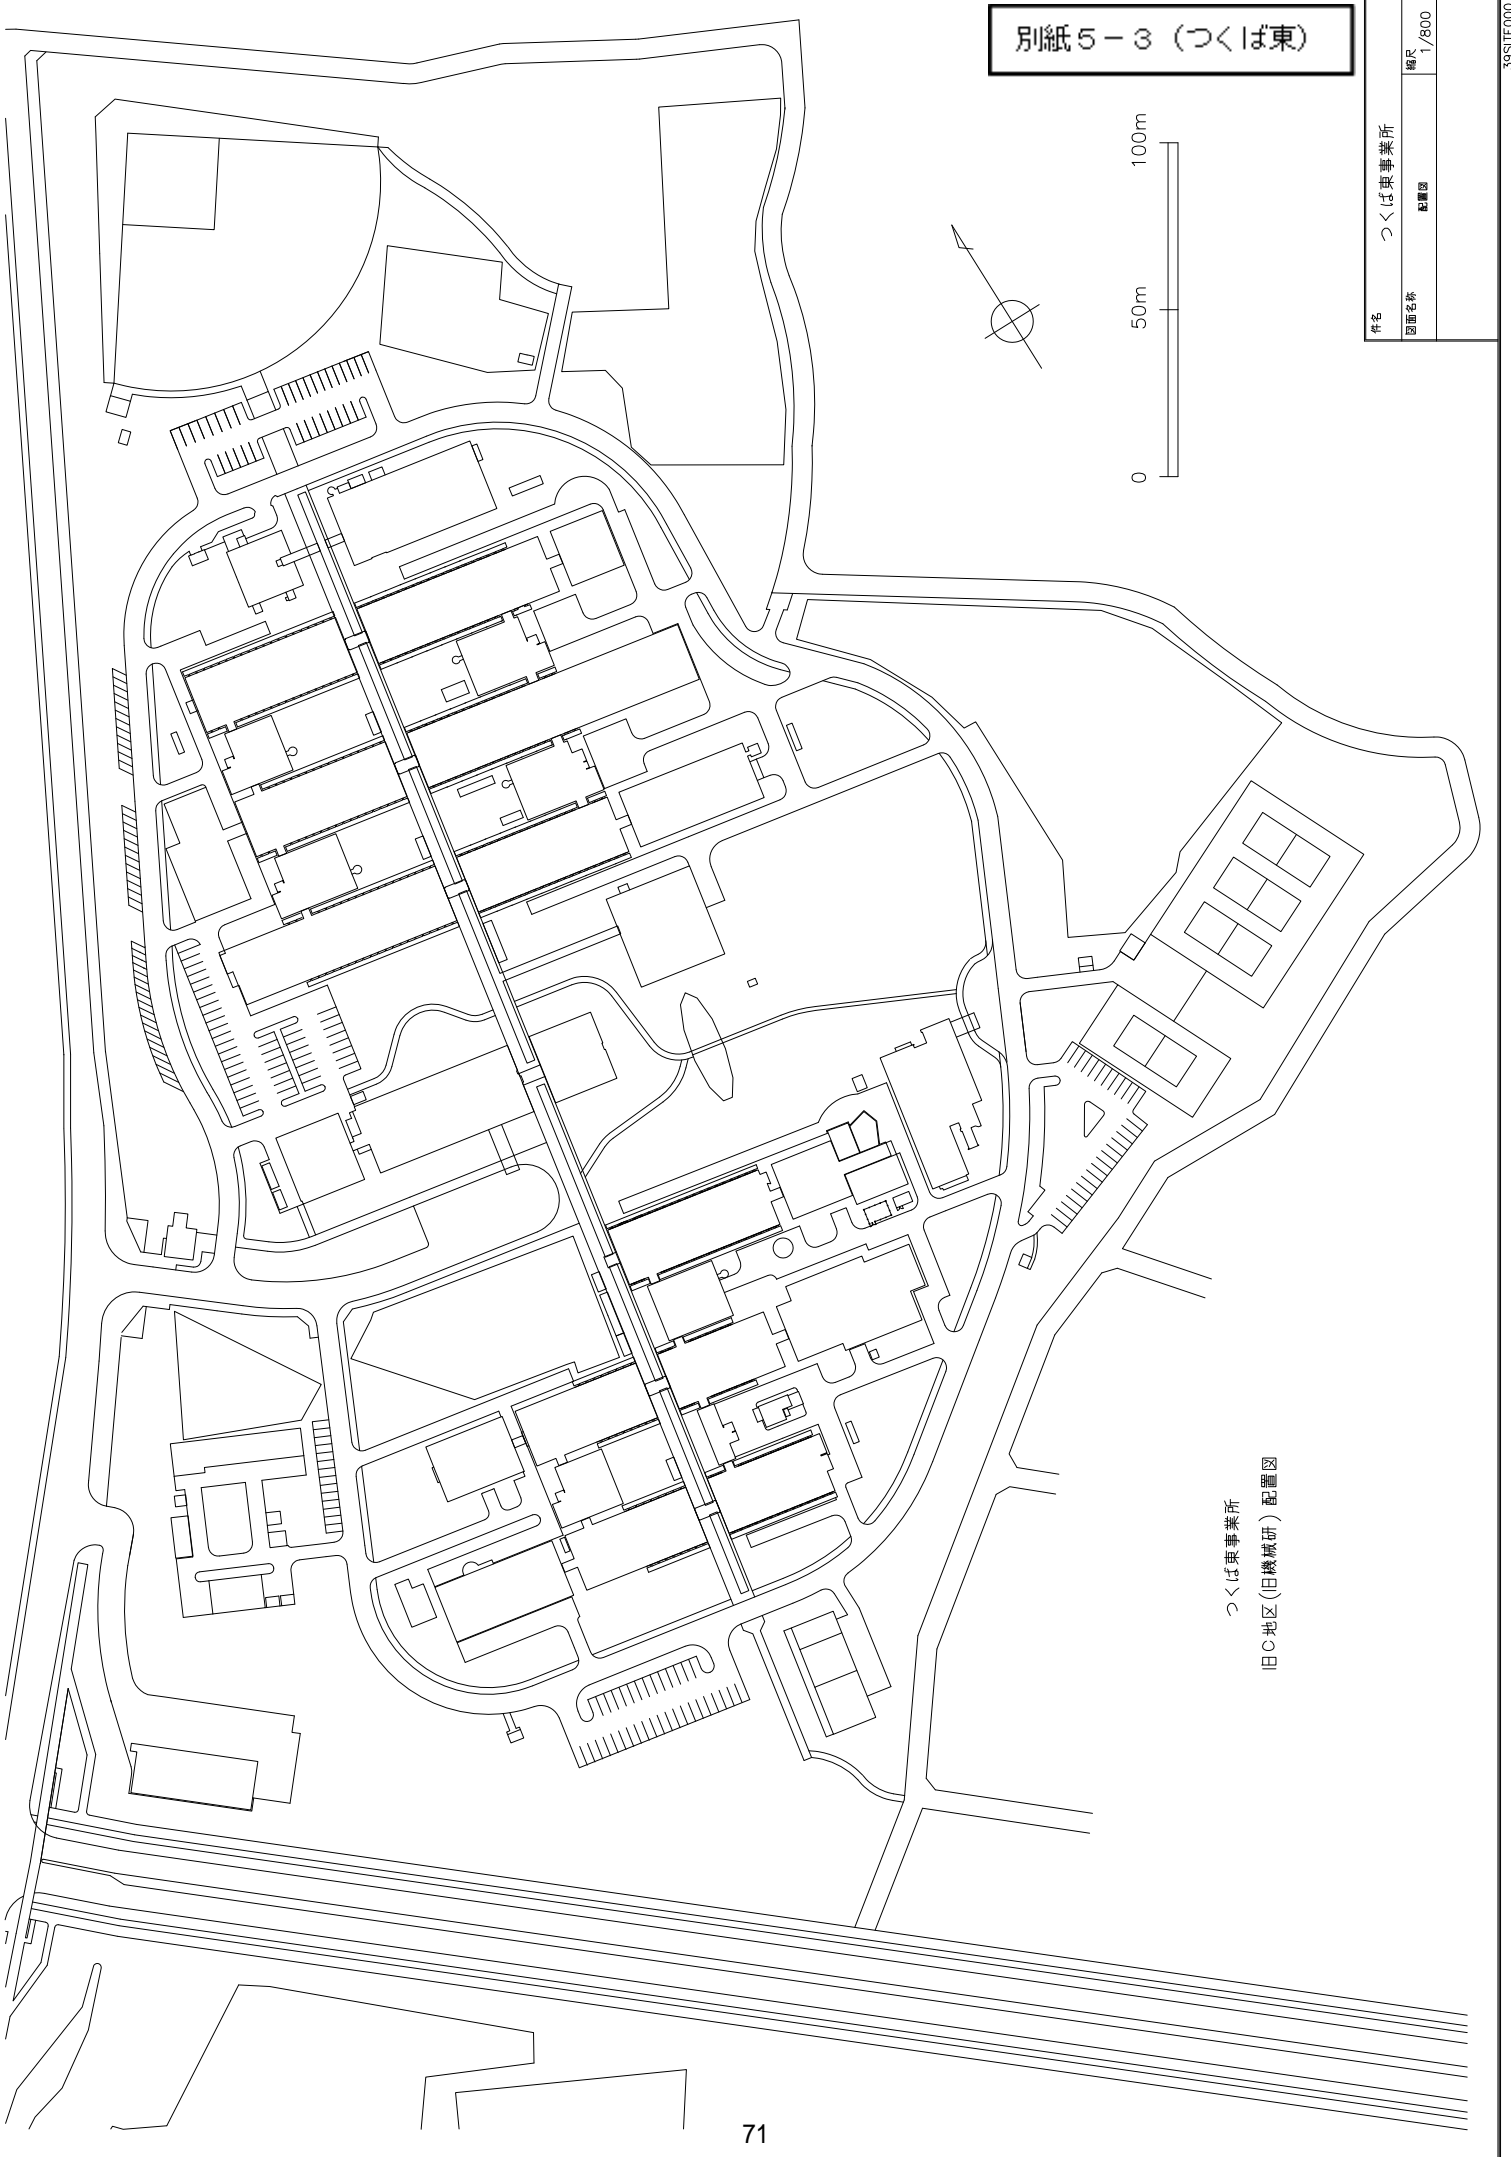 別紙５－３（つくば東）
件名
つくば東事業所
図面名称
配置図
縮尺
1/800
39SITE000
0
50m
100m
つくば東事業所
旧C地区(旧機械研)配置図
71